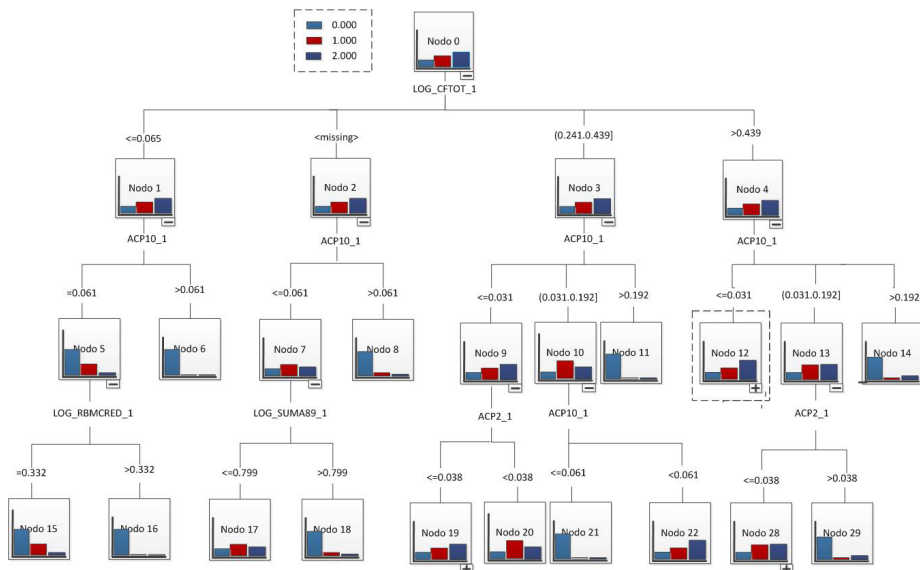 0.000
1.000
2.000
Nodo 0
LOG_CFTOT_1
<=0.065
<missing>
(0.241.0.439]
>0.439
Nodo 1
Nodo 2
Nodo 3
Nodo 4
ACP10_1
ACP10_1
ACP10_1
ACP10_1
=0.061
>0.061
<=0.061
>0.061
<=0.031
(0.031.0.192]
>0.192
<=0.031
(0.031.0.192]
>0.192
Nodo 5
Nodo 6
Nodo 7
Nodo 8
Nodo 9
Nodo 10
Nodo 11
Nodo 12
Nodo 13
Nodo 14
LOG_RBMCRED_1
LOG_SUMA89_1
ACP2_1
ACP10_1
ACP2_1
=0.332
>0.332
<=0.799
>0.799
<=0.038
<0.038
<=0.061
<0.061
<=0.038
>0.038
Nodo 15
Nodo 16
Nodo 17
Nodo 18
Nodo 19
Nodo 20
Nodo 21
Nodo 22
Nodo 28
Nodo 29